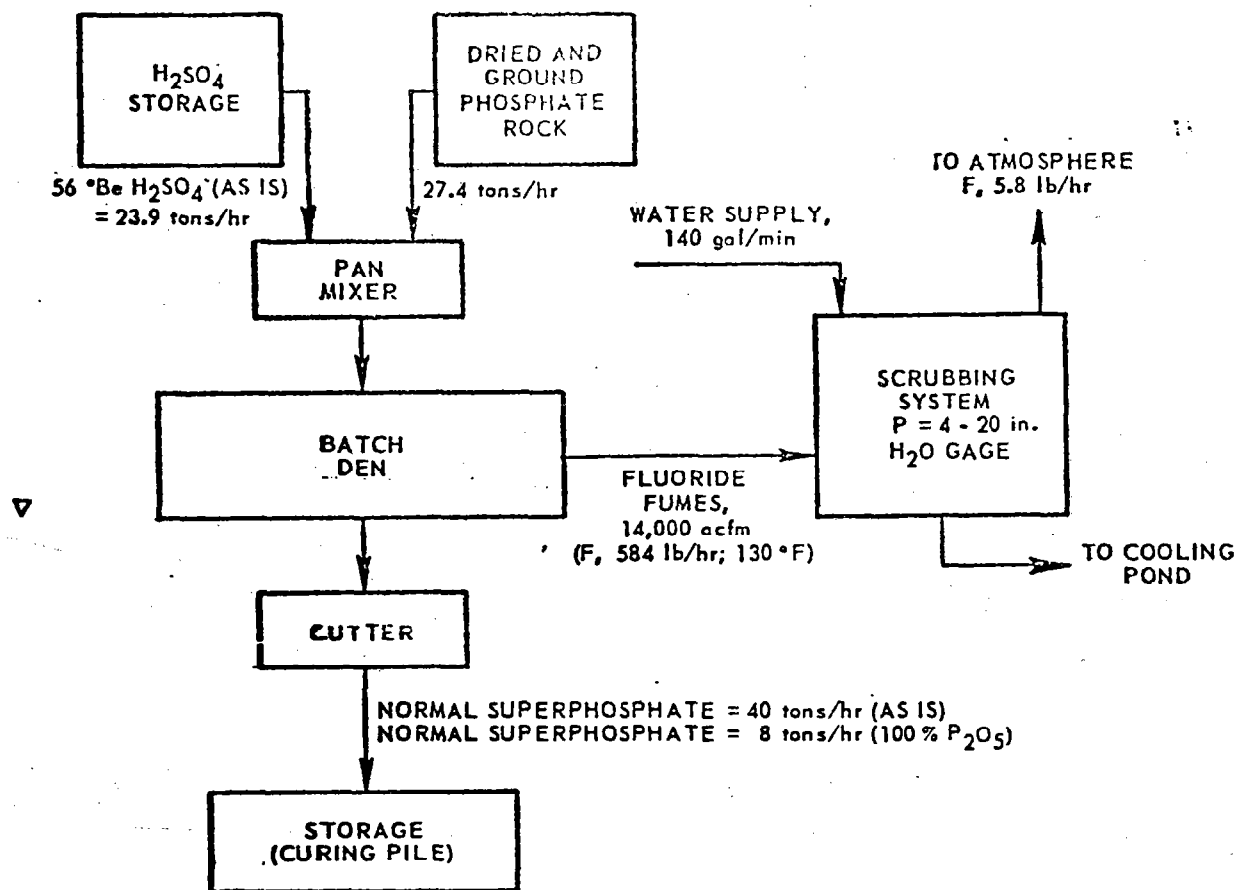 H2SO4
STORAGE
DRIED AND
GROUND
PHOSPHATE
ROCK
56 °Be H2SO4 (AS IS)
= 23.9 tons/hr
27.4 tons/hr
PAN
MIXER
WATER SUPPLY,
140 gal/min
TO ATMOSPHERE
F, 5.8 lb/hr
BATCH
DEN
SCRUBBING
SYSTEM
P = 4 - 20 in.
H2O GAGE
FLUORIDE
FUMES,
14,000 acfm
(F, 584 lb/hr; 130 °F)
TO COOLING
POND
CUTTER
NORMAL SUPERPHOSPHATE = 40 tons/hr (AS IS)
NORMAL SUPERPHOSPHATE = 8 tons/hr (100 % P2O5)
STORAGE
(CURING PILE)